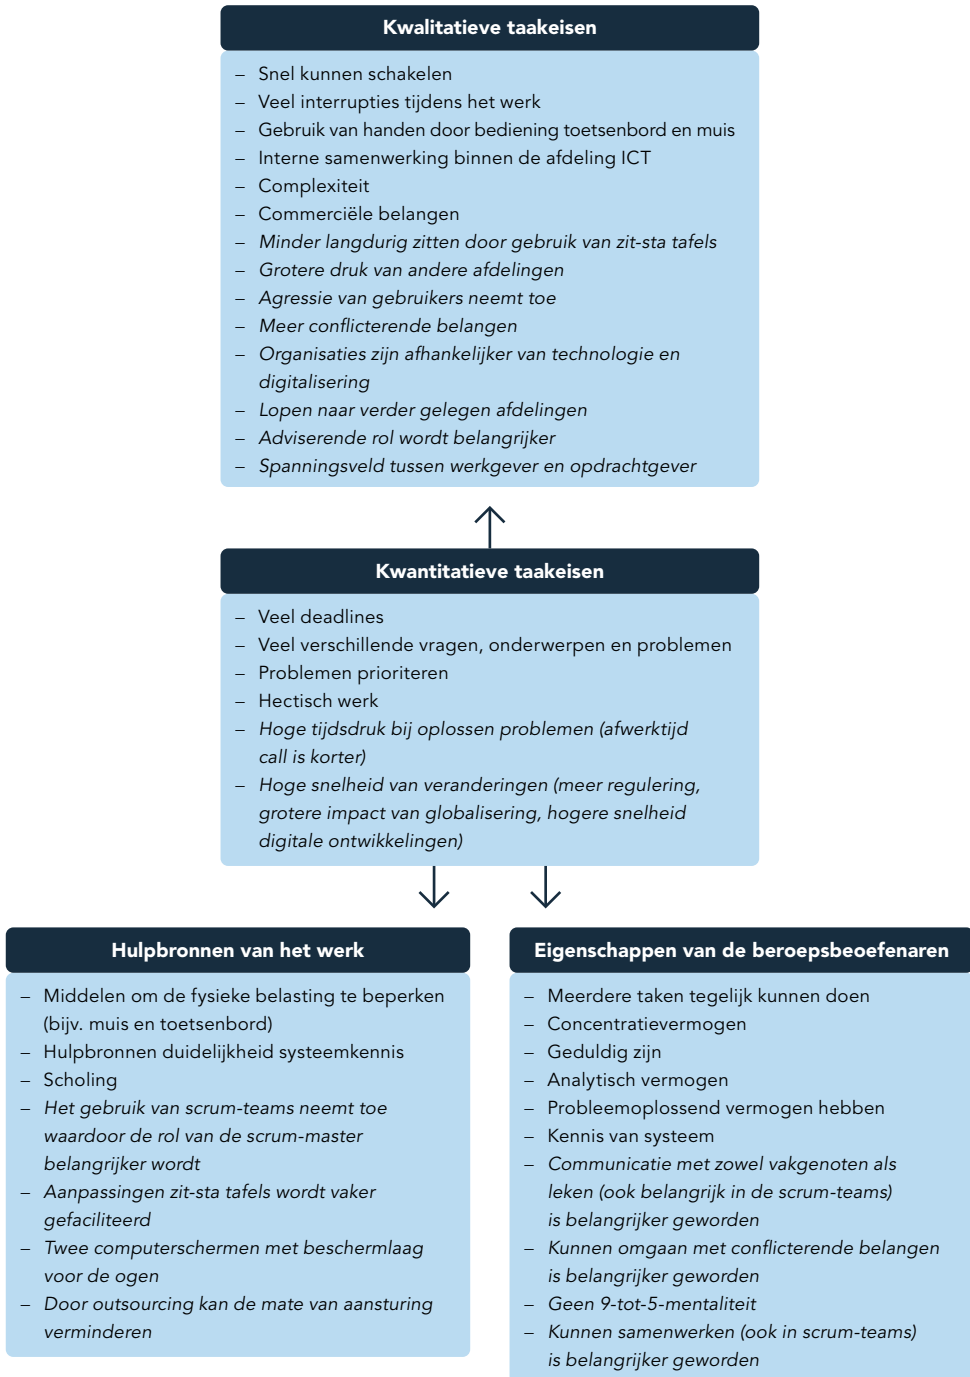 Kwalitatieve taakeisen
– Snel kunnen schakelen
– Veel interrupties tijdens het werk
– Gebruik van handen door bediening toetsenbord en muis
– Interne samenwerking binnen de afdeling ICT
– Complexiteit
– Commerciële belangen
– Minder langdurig zitten door gebruik van zit-sta tafels
– Grotere druk van andere afdelingen
– Agressie van gebruikers neemt toe
– Meer conflicterende belangen
– Organisaties zijn afhankelijker van technologie en
digitalisering
– Lopen naar verder gelegen afdelingen
– Adviserende rol wordt belangrijker
– Spanningsveld tussen werkgever en opdrachtgever
Kwantitatieve taakeisen
– Veel deadlines
– Veel verschillende vragen, onderwerpen en problemen
– Problemen prioriteren
– Hectisch werk
– Hoge tijdsdruk bij oplossen problemen (afwerktijd
call is korter)
– Hoge snelheid van veranderingen (meer regulering,
grotere impact van globalisering, hogere snelheid
digitale ontwikkelingen)
Hulpbronnen van het werk
– Middelen om de fysieke belasting te beperken
(bijv. muis en toetsenbord)
– Hulpbronnen duidelijkheid systeemkennis
– Scholing
– Het gebruik van scrum-teams neemt toe
waardoor de rol van de scrum-master
belangrijker wordt
– Aanpassingen zit-sta tafels wordt vaker
gefaciliteerd
– Twee computerschermen met beschermlaag
voor de ogen
– Door outsourcing kan de mate van aansturing
verminderen
Eigenschappen van de beroepsbeoefenaren
– Meerdere taken tegelijk kunnen doen
– Concentratievermogen
– Geduldig zijn
– Analytisch vermogen
– Probleemoplossend vermogen hebben
– Kennis van systeem
– Communicatie met zowel vakgenoten als
leken (ook belangrijk in de scrum-teams)
is belangrijker geworden
– Kunnen omgaan met conflicterende belangen
is belangrijker geworden
– Geen 9-tot-5-mentaliteit
– Kunnen samenwerken (ook in scrum-teams)
is belangrijker geworden